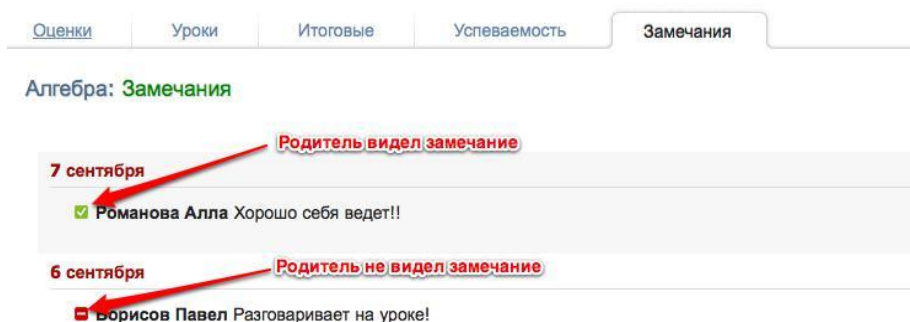 Оценки Уроки Итоговые Успеваемость Замечания
Алгебра: Замечания
Родитель видел замечание
7 сентября
Романова Алла Хорошо себя ведет!!
Родитель не видел замечание
6 сентября
Борисов Павел Разговаривает на уроке!